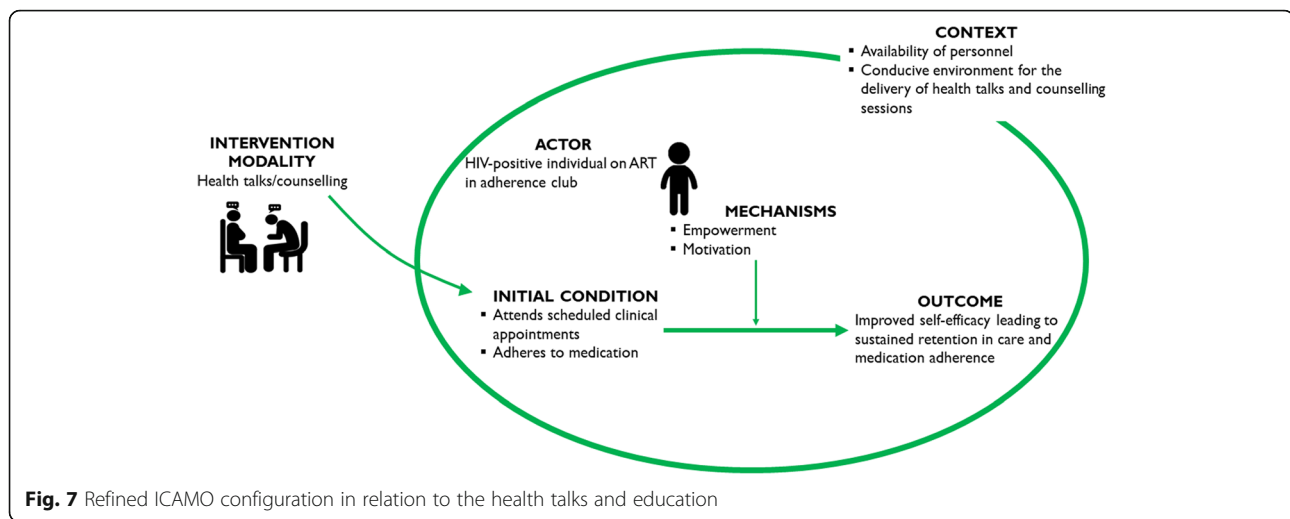 CONTEXT
▪ Availability of personnel
▪ Conducive environment for the
delivery of health talks and counselling
sessions
INTERVENTION
MODALITY
Health talks/counselling
ACTOR
HIV-positive individual on ART
in adherence club
MECHANISMS
▪ Empowerment
▪ Motivation
INITIAL CONDITION
▪ Attends scheduled clinical
appointments
▪ Adheres to medication
OUTCOME
Improved self-efficacy leading to
sustained retention in care and
medication adherence
Fig. 7 Refined ICAMO configuration in relation to the health talks and education